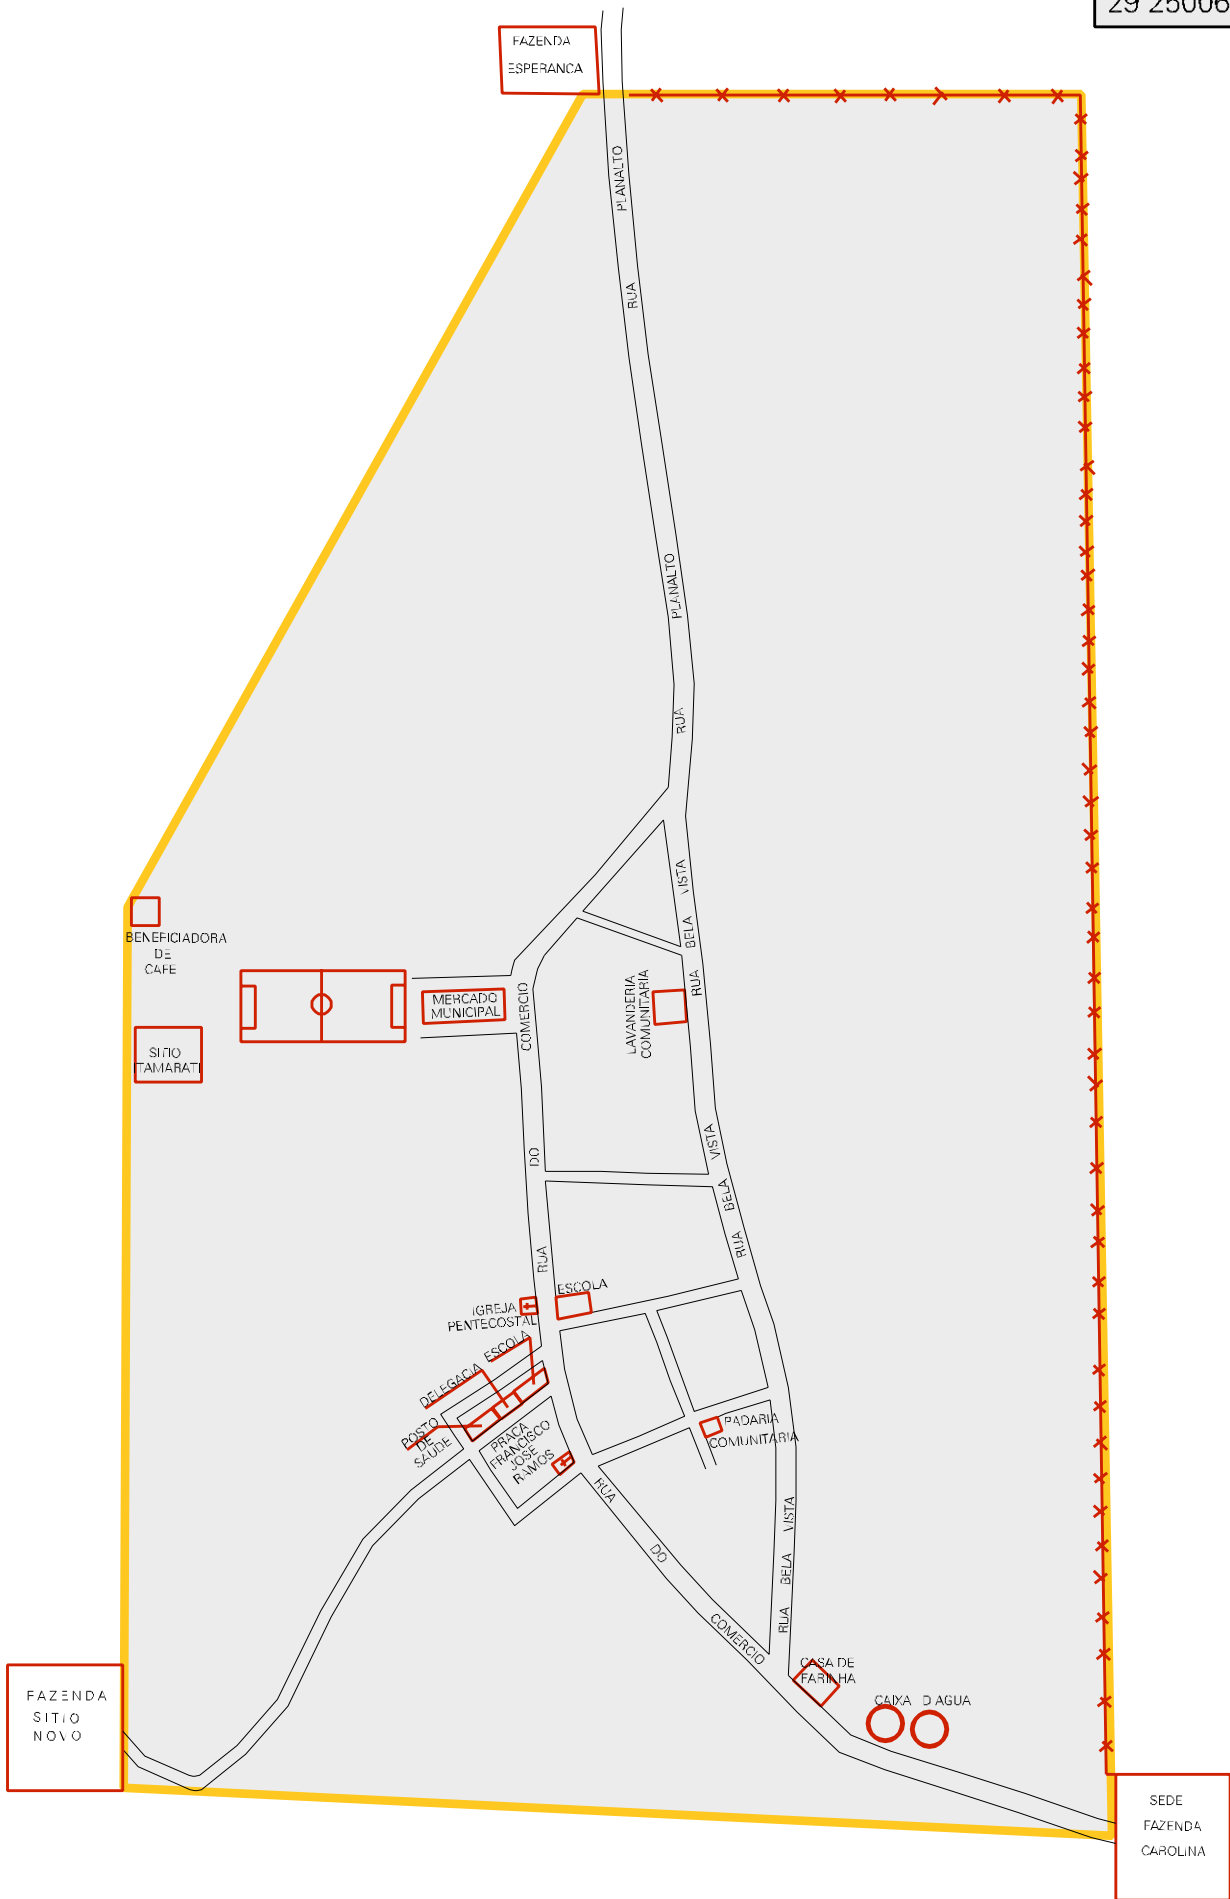 29 25006
FAZENDA
ESPERANCA
PLANALTO
RUA
PLANALTO
RUA
VISTA
BELA
RUA
BENEFICIADORA
DE
CAFE
MERCADO
MUNICIPAL
LAVANDERIA
COMUNITARIA
COMERCIO
SITIO
ITAMARATI
DO
RUA
VISTA
BELA
RUA
ESCOLA
IGREJA
PENTECOSTAL
ESCOLA
DELEGACIA
POSTO
DE
SAUDE
PRACA
FRANCISCO
JOSE
RAMOS
PADARIA
COMUNITARIA
RUA
DO
COMERCIO
VISTA
BELA
RUA
CASA DE
FARINHA
CAIXA D AGUA
FAZENDA
SITIO
NOVO
SEDE
FAZENDA
CAROLINA